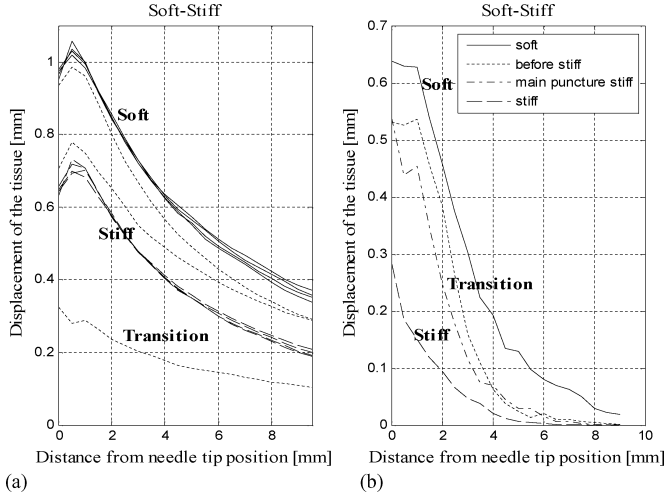 Soft-Stiff
Displacement of the tissue [mm]
1
0.8
0.6
0.4
0.2
0
Soft
Stiff
Transition
0
2
4
6
8
Distance from needle tip position [mm]
(a)
Soft-Stiff
Displacement of the tissue [mm]
0.7
0.6
0.5
0.4
0.3
0.2
0.1
0
soft
before stiff
main puncture stiff
stiff
Soft
Transition
Stiff
0
2
4
6
8
10
Distance from needle tip position [mm]
(b)